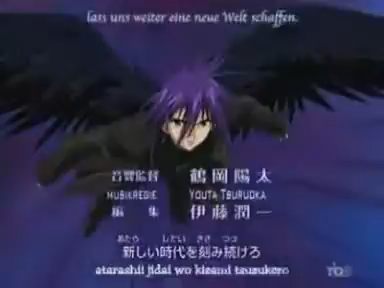 lass uns weiter eine neue Welt schaffen.
音響監督 鶴岡陽太
MUSIKREGIE YOUTA TSURUOKA
編集 伊藤潤一
あたら じだい きざ つづ
新しい時代を刻み続けろ
atarashii jidai wo kizami tsuzukero